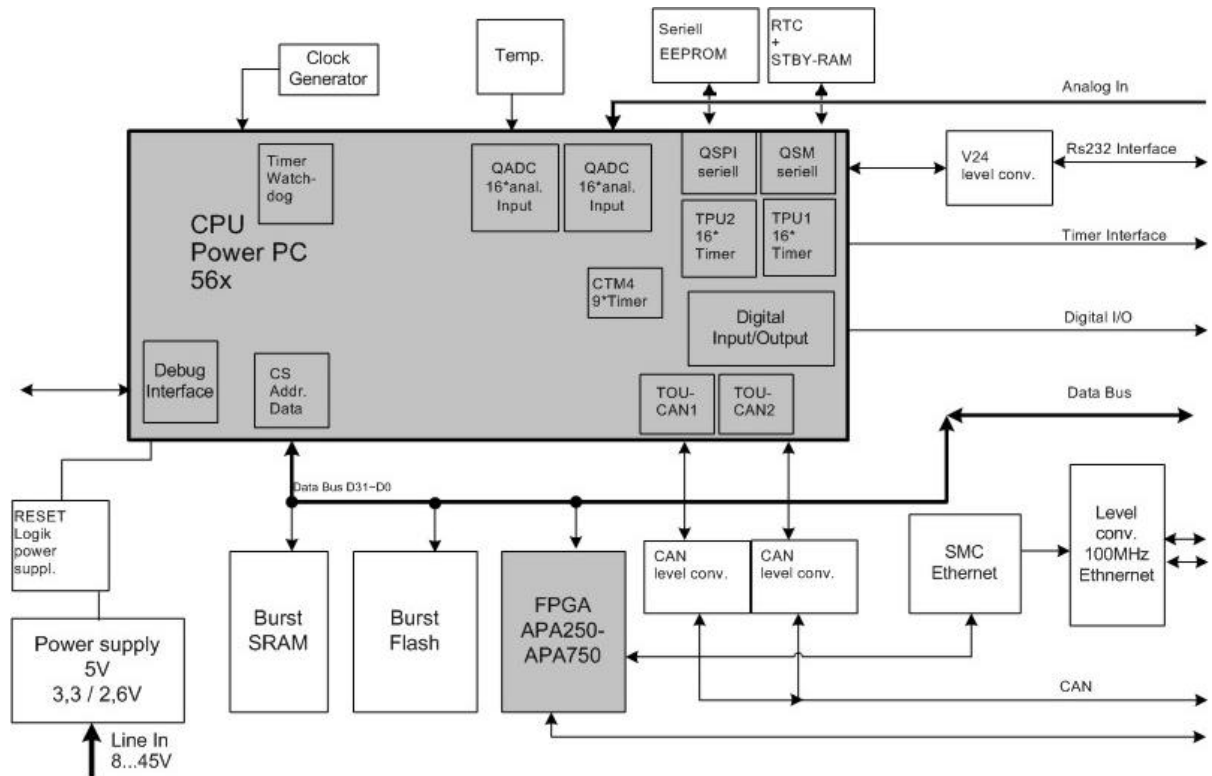 Clock
Generator
Temp.
Seriell
EEPROM
RTC
+
STBY-RAM
Analog In
Timer
Watch-
dog
QADC
16*anal.
Input
QADC
16*anal.
Input
QSPI
seriell
QSM
seriell
V24
level conv.
Rs232 Interface
CPU
Power PC
56x
TPU2
16*
Timer
TPU1
16*
Timer
Timer Interface
CTM4
9*Timer
Digital
Input/Output
Digital I/O
Debug
Interface
CS
Addr.
Data
TOU-
CAN1
TOU-
CAN2
Data Bus
Data Bus D31~D0
RESET
Logik
power
suppl.
Burst
SRAM
Burst
Flash
FPGA
APA250-
APA750
CAN
level conv.
CAN
level conv.
SMC
Ethernet
Level
conv.
100MHz
Ethnernet
Power supply
5V
3,3 / 2,6V
CAN
Line In
8...45V